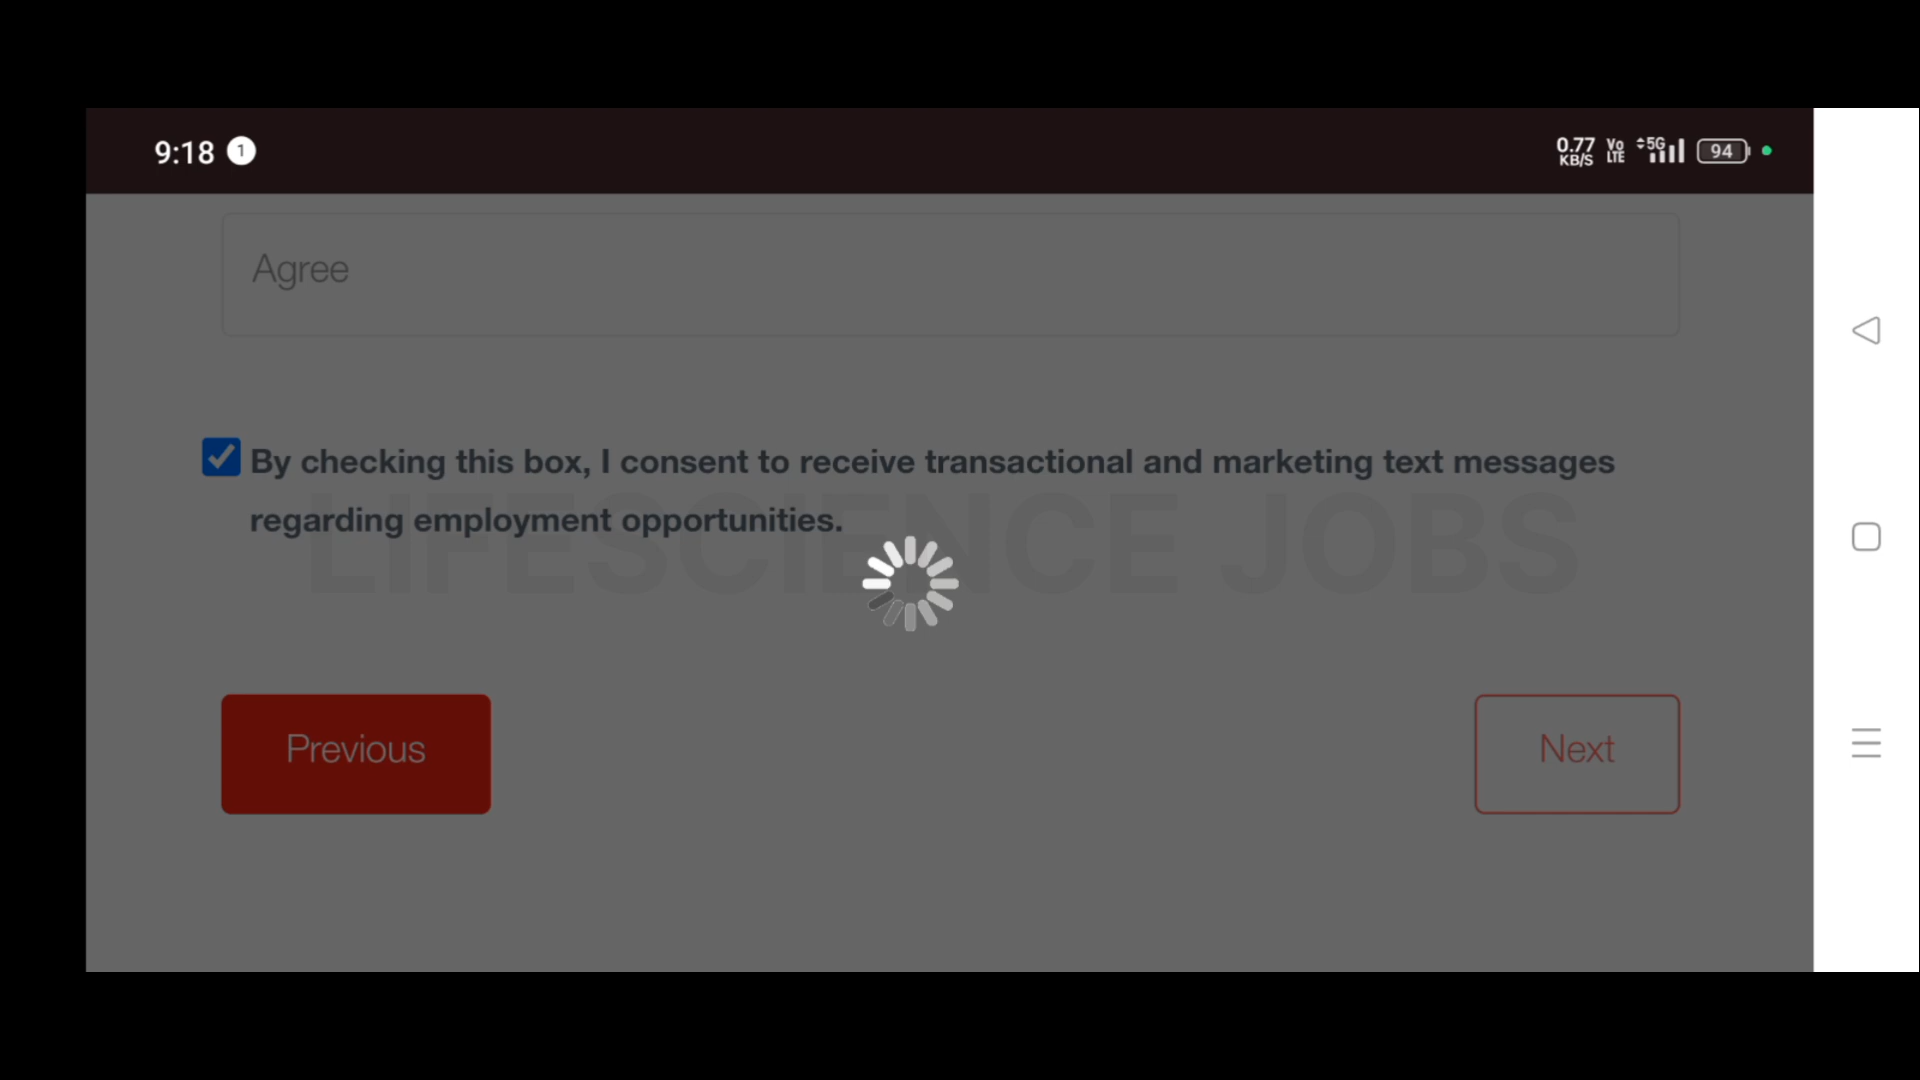 9:18 1
0.77 KB/S Vo LTE 5G 94
Agree
By checking this box, I consent to receive transactional and marketing text messages
regarding employment opportunities.
LIFESCIENCE JOBS
Previous
Next